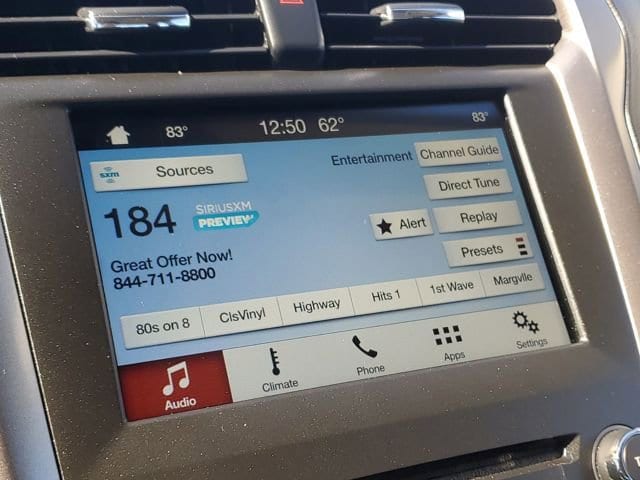 83° 12:50 62° 83°
sxm Sources
Entertainment
Channel Guide
184 SIRIUSXM
PREVIEW
Direct Tune
Alert
Replay
Great Offer Now!
844-711-8800
Presets
80s on 8 ClsVinyl Highway Hits 1 1st Wave Margvlle
Audio Climate Phone Apps Settings